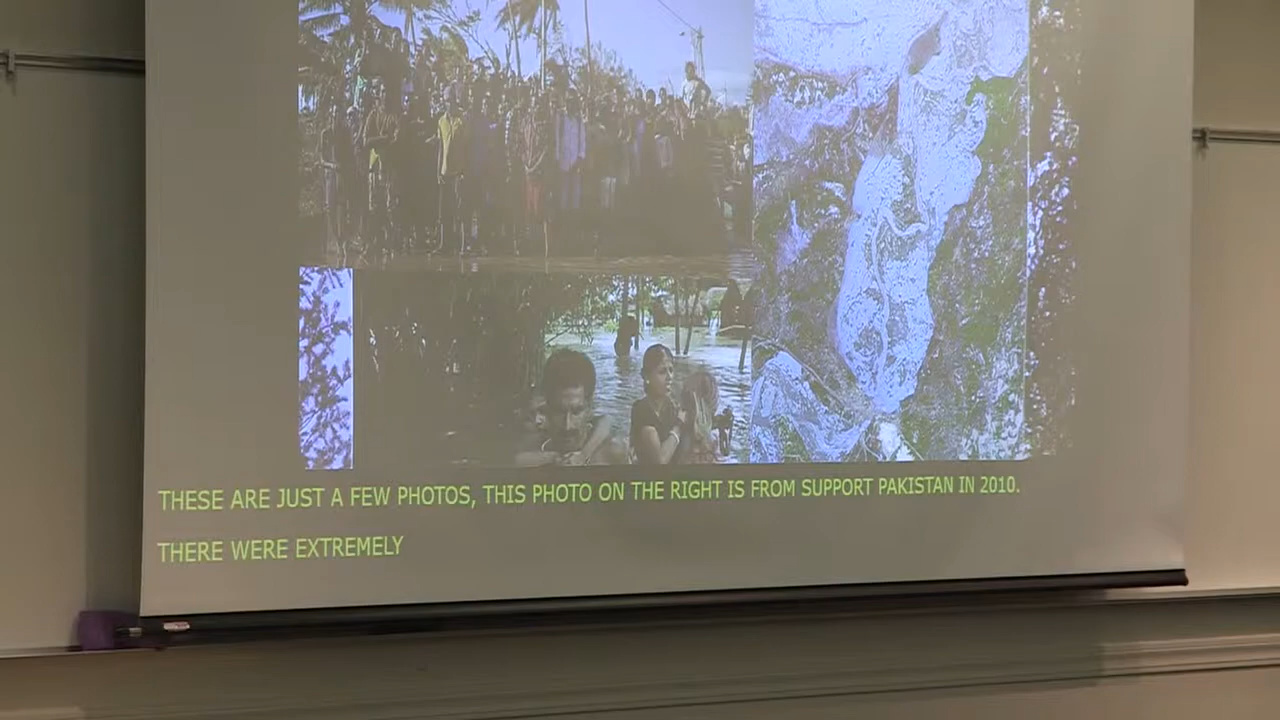 THESE ARE JUST A FEW PHOTOS, THIS PHOTO ON THE RIGHT IS FROM SUPPORT PAKISTAN IN 2010.
THERE WERE EXTREMELY